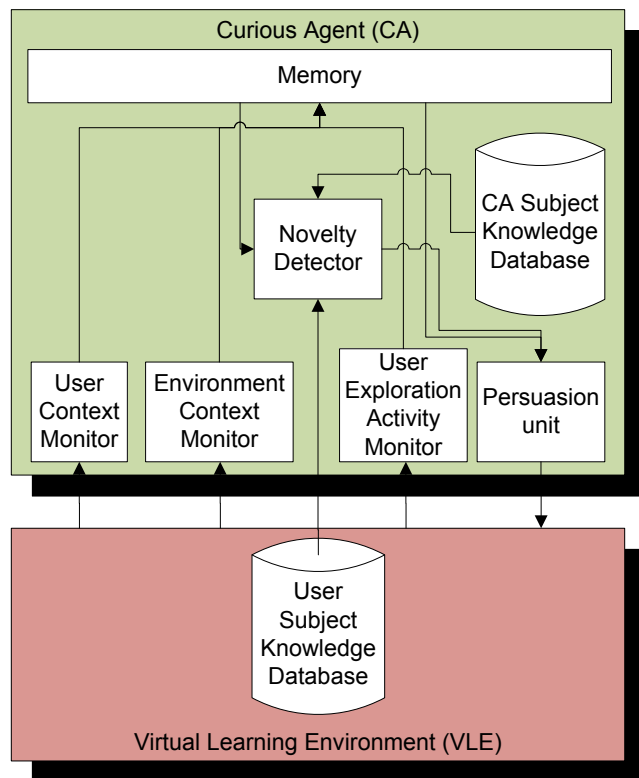 Curious Agent (CA)
Memory
CA Subject
Knowledge
Database
Novelty
Detector
User
Context
Monitor
Environment
Context
Monitor
User
Exploration
Activity
Monitor
Persuasion
unit
User
Subject
Knowledge
Database
Virtual Learning Environment (VLE)